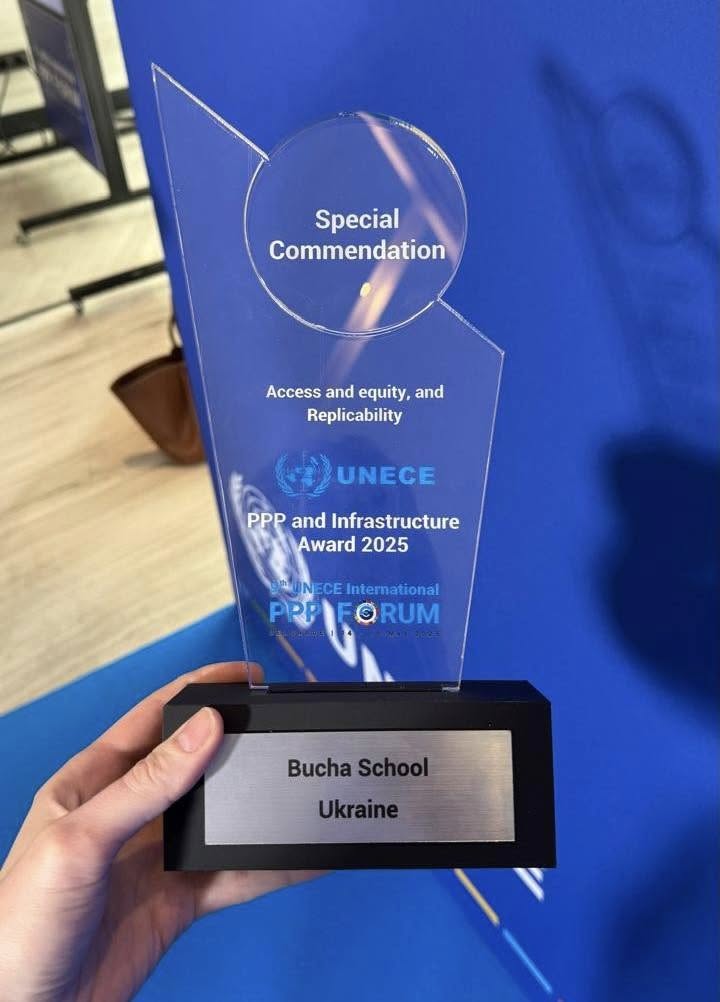 Special
Commendation
Access and equity, and
Replicability
UNECE
PPP and Infrastructure
Award 2025
9th UNECE International
PPP FORUM
Bucha School
Ukraine